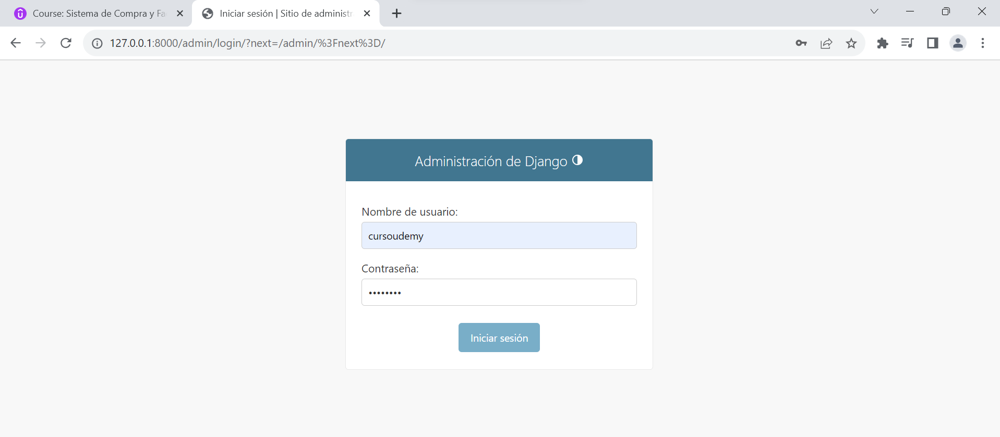 Course: Sistema de Compra y Fa
Iniciar sesión | Sitio de administr
127.0.0.1:8000/admin/login/?next=/admin/%3Fnext%3D/
Administración de Django
Nombre de usuario:
cursoudemy
Contraseña:
••••••••
Iniciar sesión